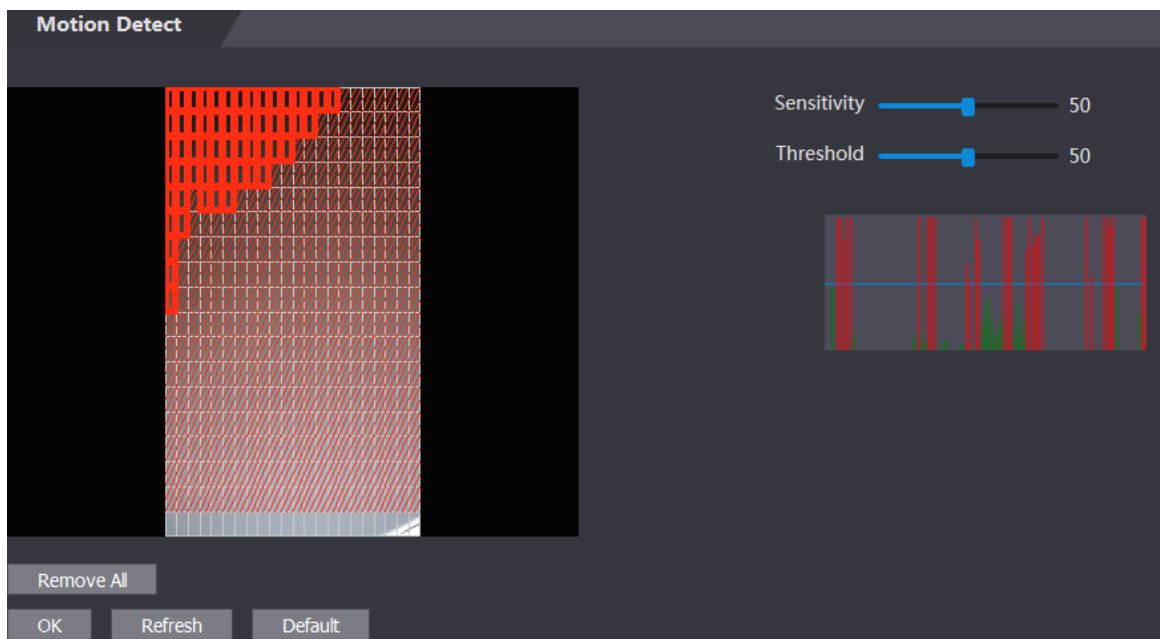 Motion Detect
Sensitivity 50
Threshold 50
Remove All
OK Refresh Default